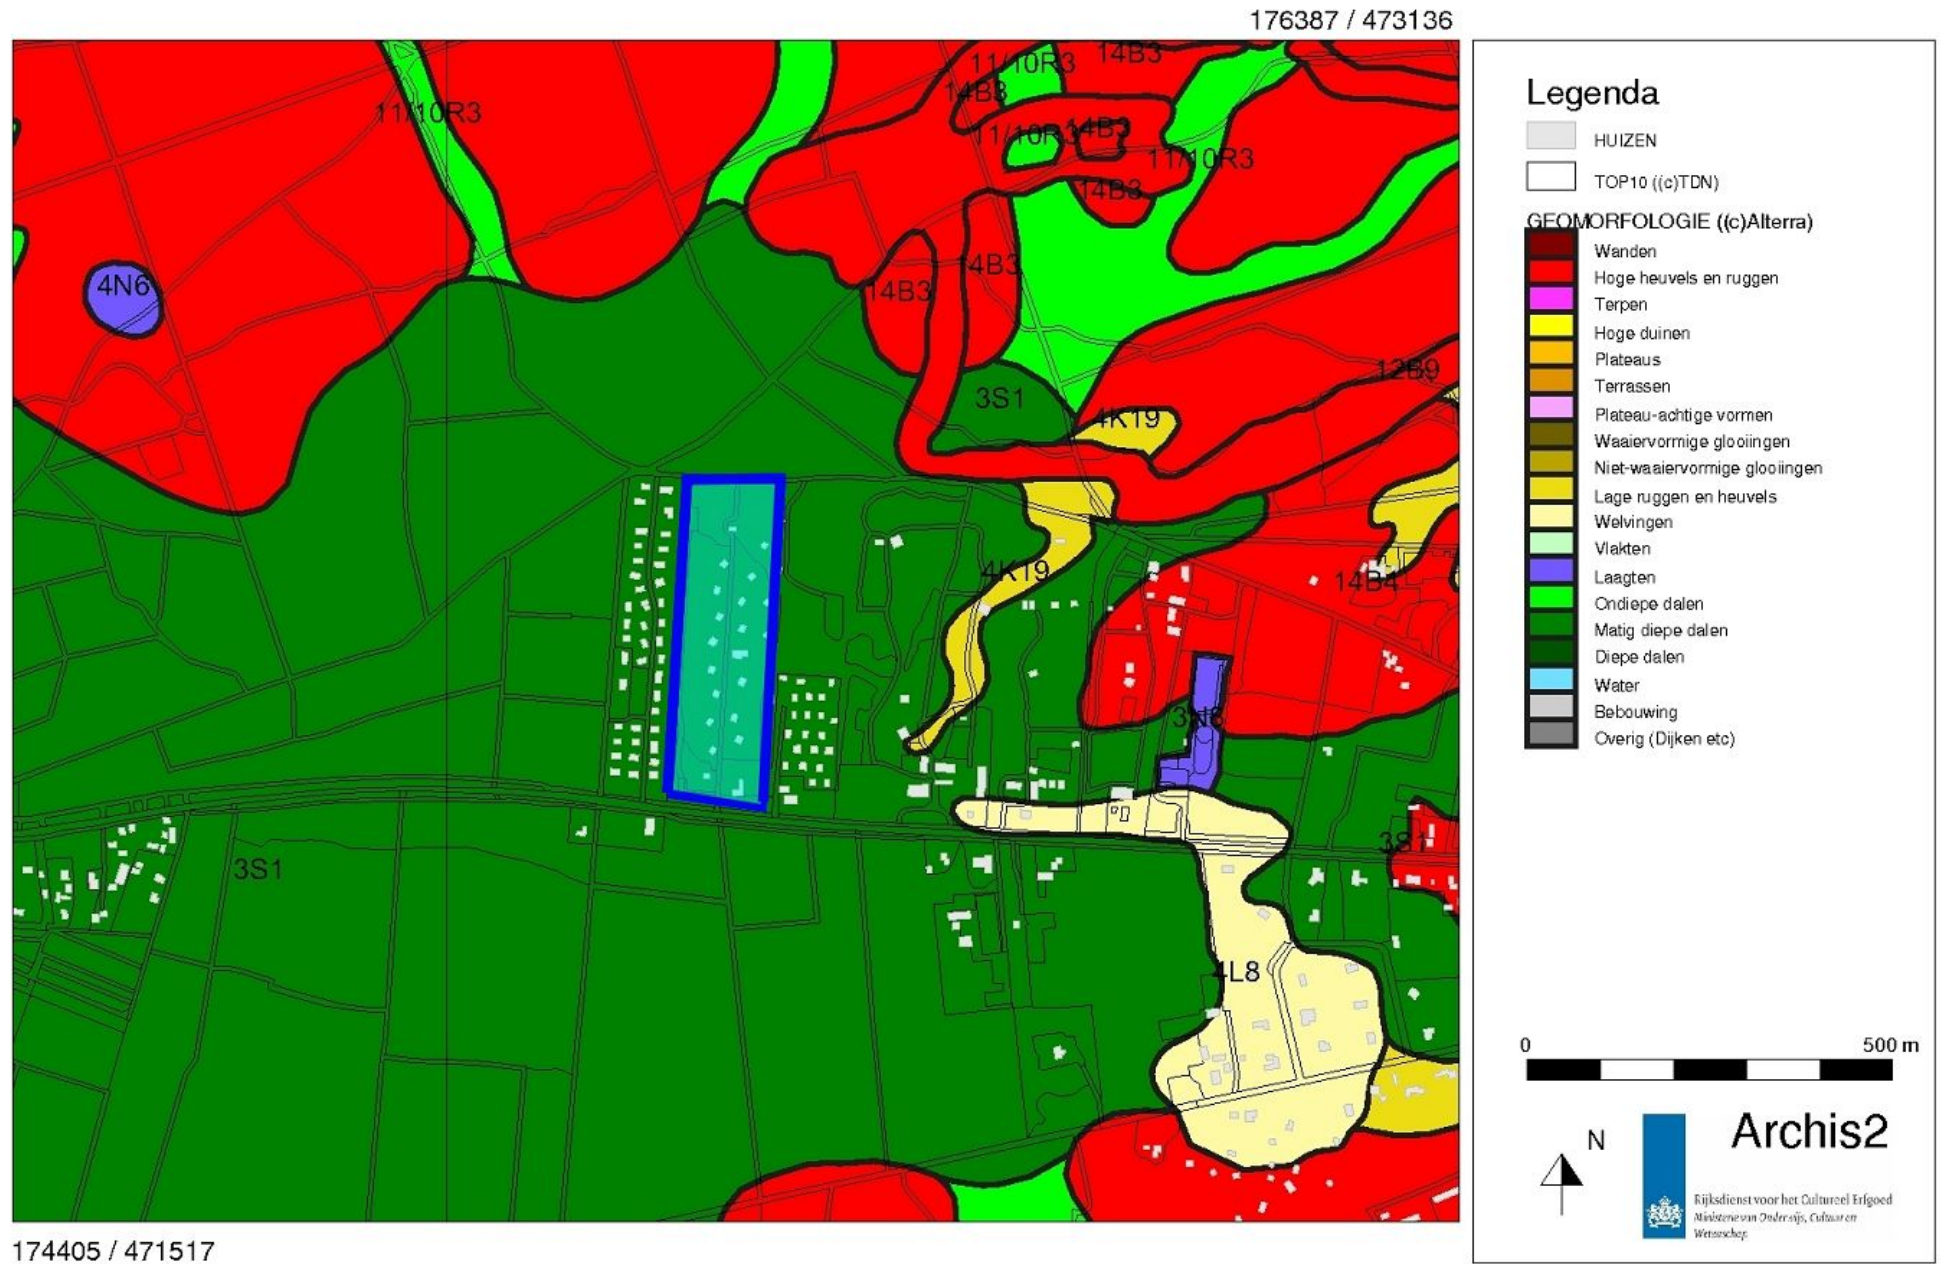 176387 / 473136
11/10R3
14B3
14B3
11/10R3
11/10R3
14B3
11/10R3
14B3
4N6
4B3
14B3
12B9
3S1
4K19
4K19
14B4
3N8
3S1
3S1
4L8
174405 / 471517
Legenda
HUIZEN
TOP10 ((c)TDN)
GEOMORFOLOGIE ((c)Alterra)
Wanden
Hoge heuvels en ruggen
Terpen
Hoge duinen
Plateaus
Terrassen
Plateau-achtige vormen
Waaiervormige glooiingen
Niet-waaiervormige glooiingen
Lage ruggen en heuvels
Welvingen
Vlakten
Laagten
Ondiepe dalen
Matig diepe dalen
Diepe dalen
Water
Bebouwing
Overig (Dijken etc)
0 500 m
N
Archis2
Rijksdienst voor het Cultureel Erfgoed
Ministerie van Onderwijs, Cultuur en
Wetenschap